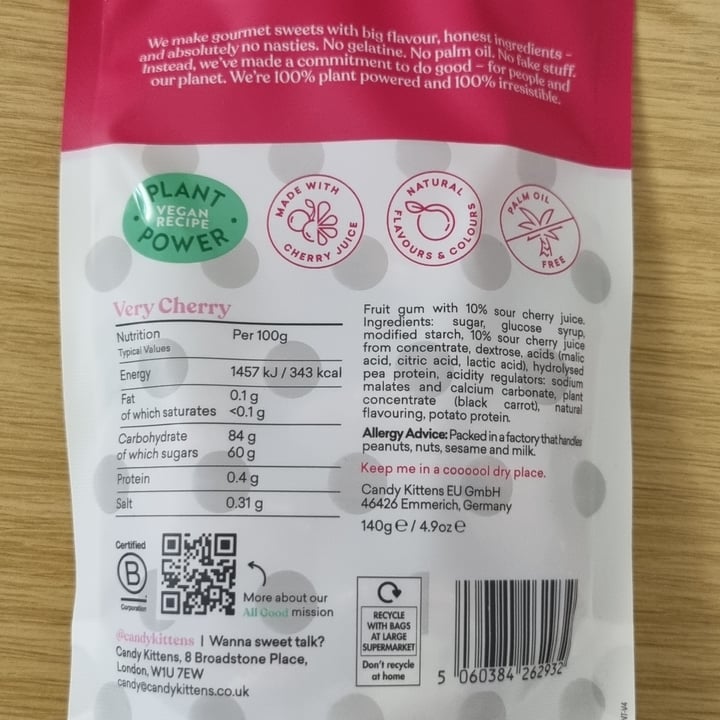 We make gourmet sweets with big flavour, honest ingredients –
and absolutely no nasties. No gelatine. No palm oil. No fake stuff.
Instead, we've made a commitment to do good – for people and
our planet. We're 100% plant powered and 100% irresistible.
PLANT
VEGAN
RECIPE
POWER
MADE WITH
CHERRY JUICE
NATURAL
FLAVOURS & COLOURS
PALM OIL
FREE
Very Cherry
Nutrition Per 100g
Typical Values
Energy 1457 kJ / 343 kcal
Fat 0.1 g
of which saturates <0.1 g
Carbohydrate 84 g
of which sugars 60 g
Protein 0.4 g
Salt 0.31 g
Fruit gum with 10% sour cherry juice.
Ingredients: sugar, glucose syrup,
modified starch, 10% sour cherry juice
from concentrate, dextrose, acids (malic
acid, citric acid, lactic acid), hydrolysed
pea protein, acidity regulators: sodium
malates and calcium carbonate, plant
concentrate (black carrot), natural
flavouring, potato protein.
Allergy Advice: Packed in a factory that handles
peanuts, nuts, sesame and milk.
Keep me in a coooool dry place.
Candy Kittens EU GmbH
46426 Emmerich, Germany
140g e / 4.9oz e
Certified
B
Corporation
More about our
All Good mission
@candykittens | Wanna sweet talk?
Candy Kittens, 8 Broadstone Place,
London, W1U 7EW
candy@candykittens.co.uk
RECYCLE
WITH BAGS
AT LARGE
SUPERMARKET
Don't recycle
at home
5 060384 262932